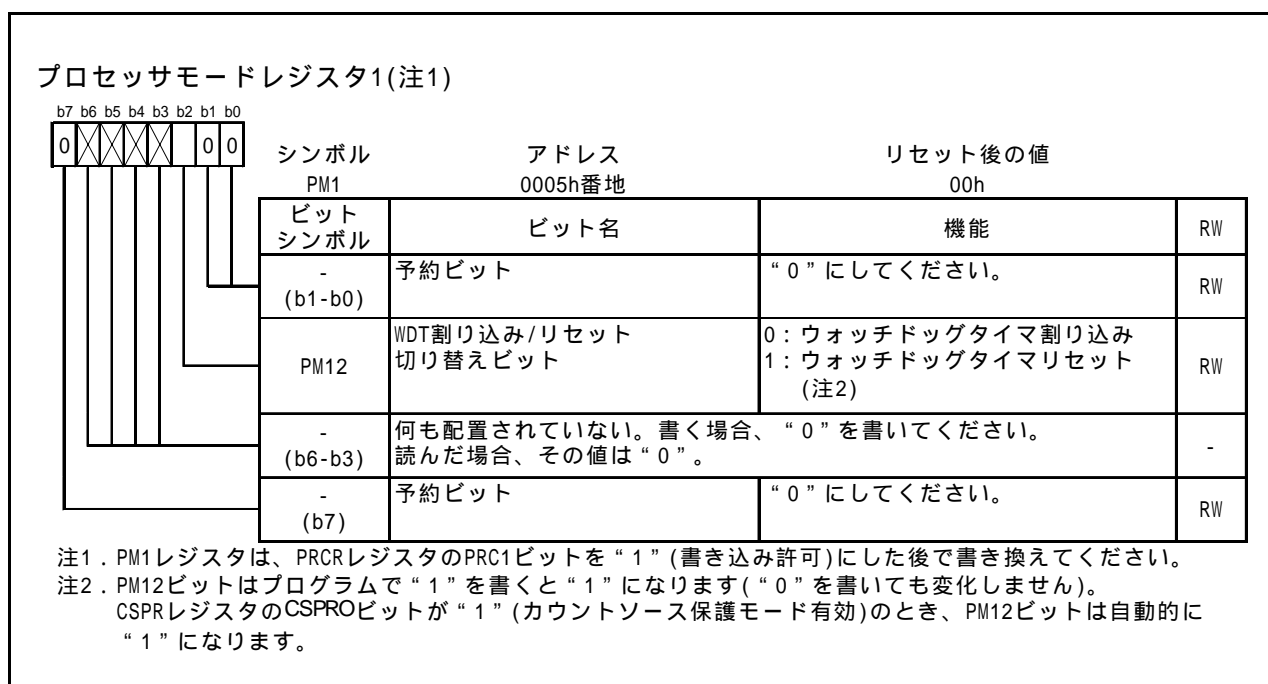 プロセッサモードレジスタ1(注1)
b7 b6 b5 b4 b3 b2 b1 b0
0 0 0
シンボル アドレス リセット後の値
PM1 0005h番地 00h
ビット
シンボル ビット名 機能 RW
-
(b1-b0) 予約ビット “0”にしてください。 RW
PM12 WDT割り込み/リセット
切り替えビット 0:ウォッチドッグタイマ割り込み
1:ウォッチドッグタイマリセット
(注2) RW
-
(b6-b3) 何も配置されていない。書く場合、“0”を書いてください。
読んだ場合、その値は“0”。 -
-
(b7) 予約ビット “0”にしてください。 RW
注1.PM1レジスタは、PRCRレジスタのPRC1ビットを“1”(書き込み許可)にした後で書き換えてください。
注2.PM12ビットはプログラムで“1”を書くと“1”になります(“0”を書いても変化しません)。
CSPRレジスタのCSPROビットが“1”(カウントソース保護モード有効)のとき、PM12ビットは自動的に
“1”になります。